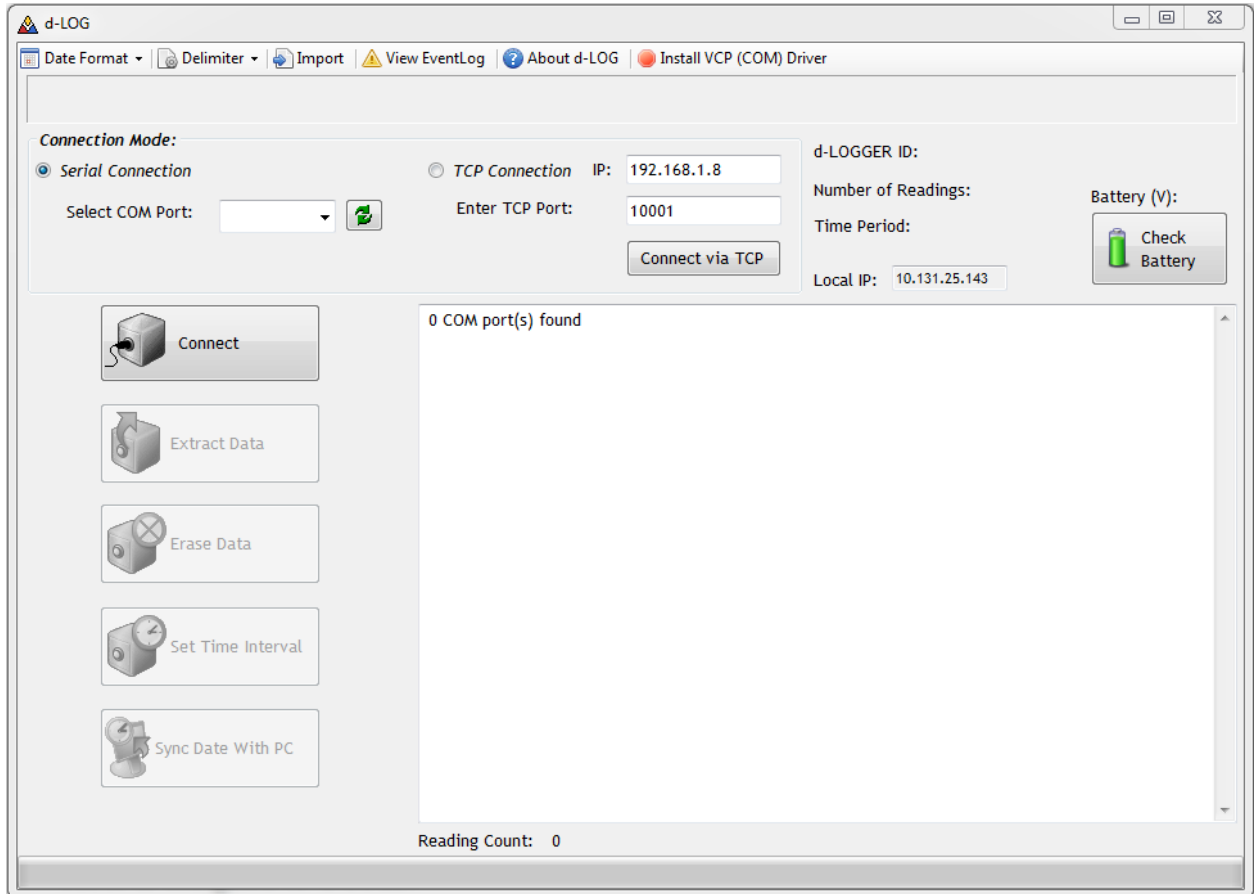 d-LOG
Date Format Delimiter Import View EventLog About d-LOG Install VCP (COM) Driver
Connection Mode:
Serial Connection
Select COM Port:
TCP Connection IP: 192.168.1.8
Enter TCP Port: 10001
Connect via TCP
d-LOGGER ID:
Number of Readings:
Time Period:
Local IP: 10.131.25.143
Battery (V):
Check
Battery
Connect
Extract Data
Erase Data
Set Time Interval
Sync Date With PC
0 COM port(s) found
Reading Count: 0